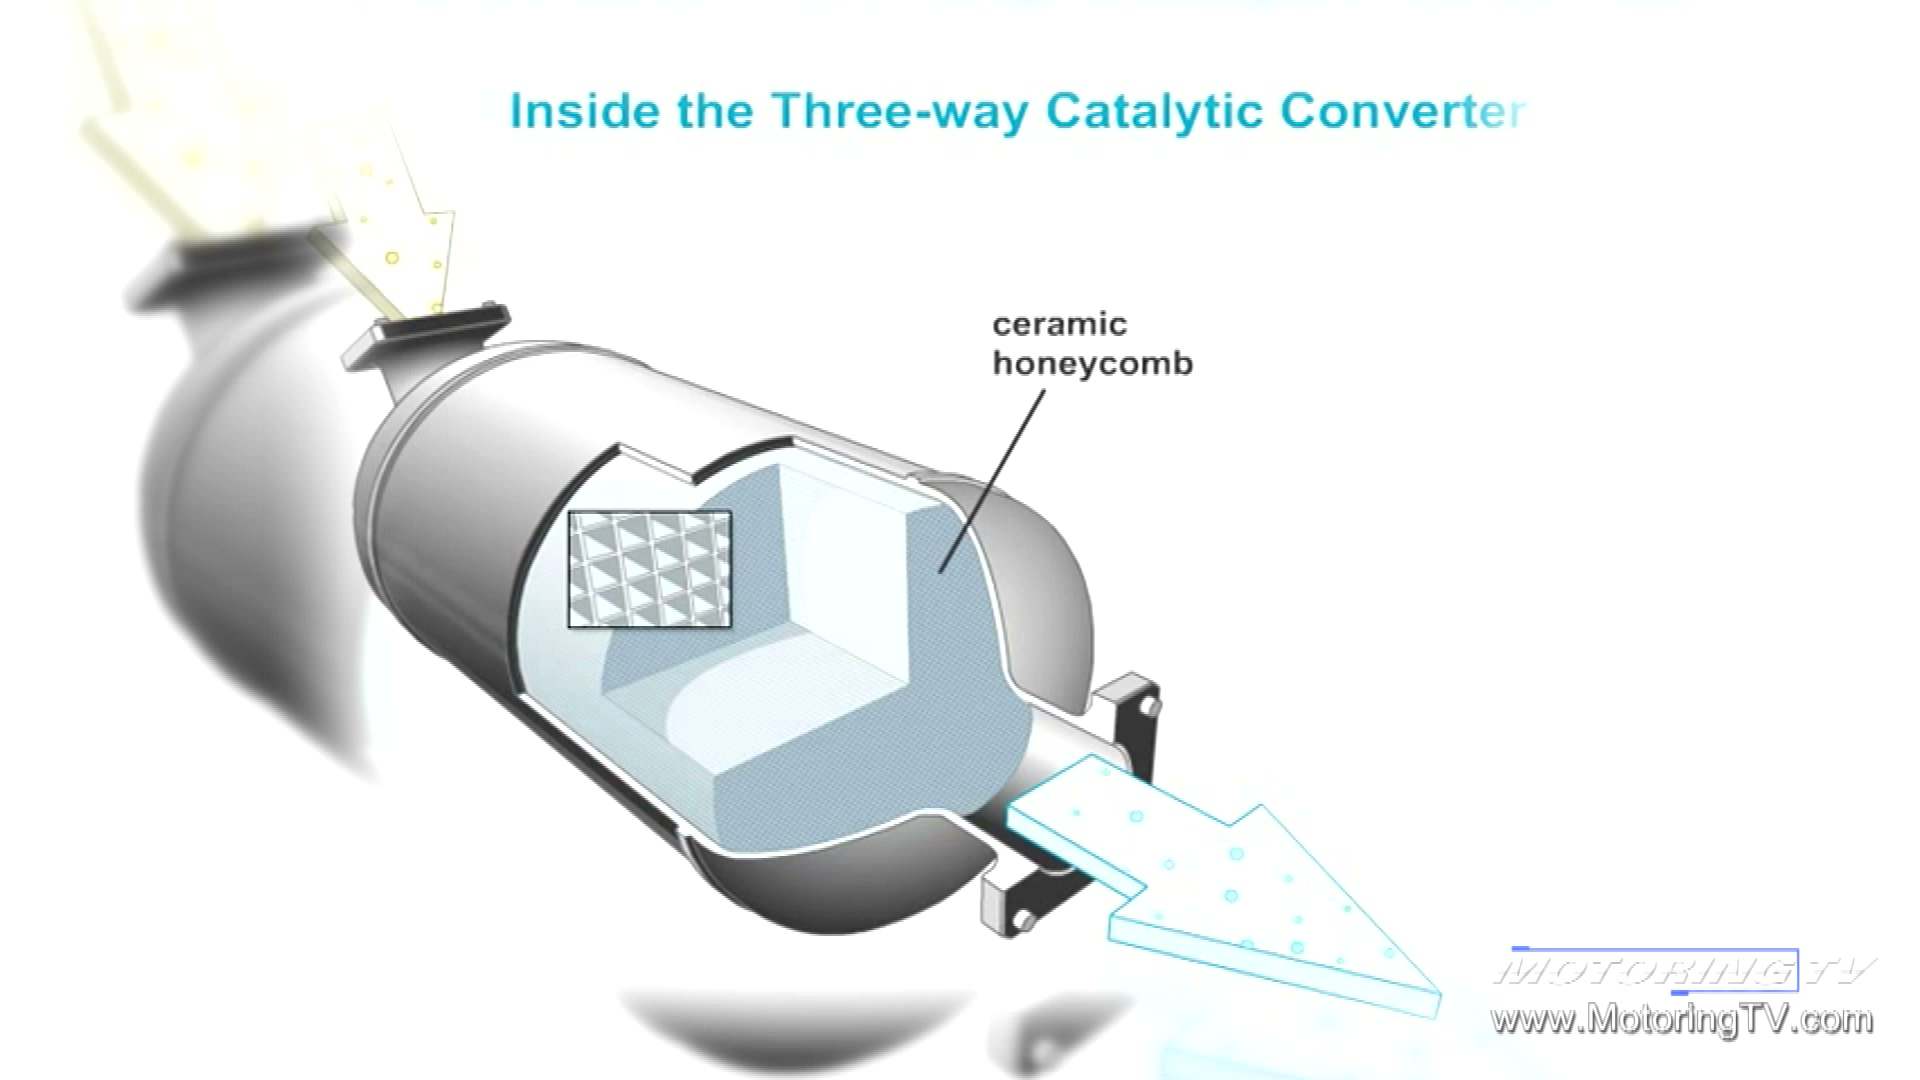 Inside the Three-way Catalytic Converter
ceramic
honeycomb
MOTORING TV
www.MotoringTV.com